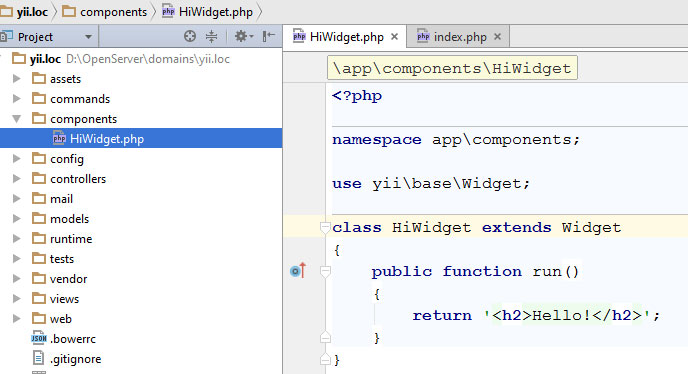 yii.loc components HiWidget.php
Project
HiWidget.php index.php
yii.loc D:\OpenServer\domains\yii.loc
assets
commands
components
HiWidget.php
config
controllers
mail
models
runtime
tests
vendor
views
web
.bowerrc
.gitignore
\app\components\HiWidget
<?php
namespace app\components;
use yii\base\Widget;
class HiWidget extends Widget
{
public function run()
{
return '<h2>Hello!</h2>';
}
}